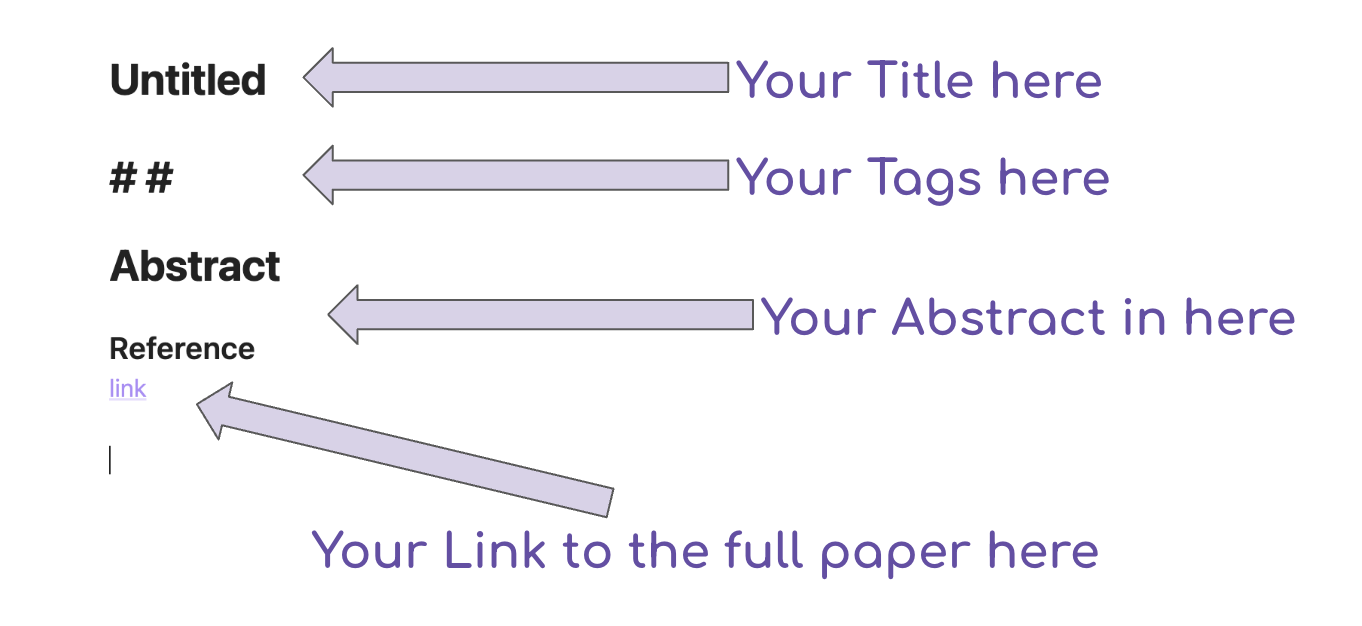 Untitled Your Title here
# # Your Tags here
Abstract
Your Abstract in here
Reference
link
Your Link to the full paper here